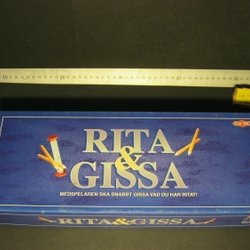 RITA
&
GISSA
MEDSPELAREN SKA SNABBT GISSA VAD DU HAR RITAT!
RITA & GISSA